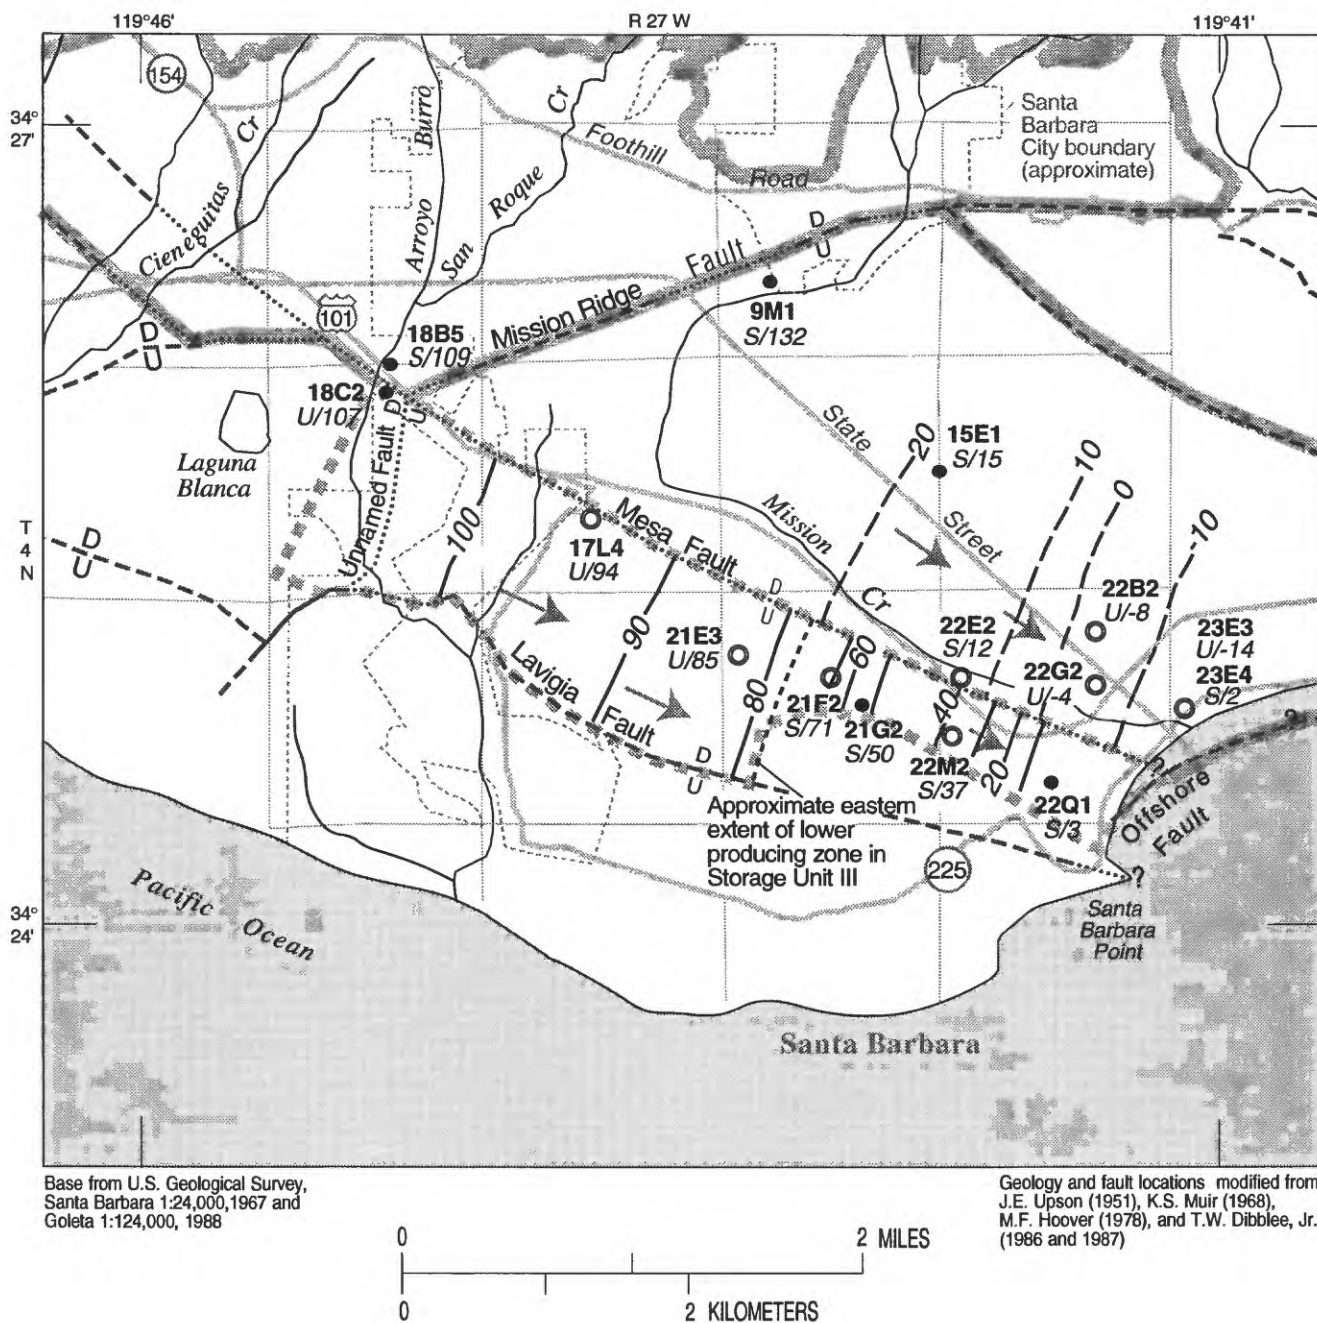 119°46'
R 27 W
119°41'
154
34°
27'
Cr
Cieneguitas
Burro
Arroyo
Cr
Roque
San
Foothill
Road
Santa
Barbara
City boundary
(approximate)
D
U
Fault
Mission Ridge
101
D
U
18B5
S/109
9M1
S/132
18C2
U/107
D
U
Laguna
Blanca
Unnamed Fault
100
State
Street
20
15E1
S/15
10
0
-10
T
4
N
D
U
17L4
U/94
Mesa Fault
Mission
Cr
D
U
90
21E3
U/85
80
60
22E2
S/12
22B2
U/-8
23E3
U/-14
22G2
U/-4
23E4
S/2
Lavigia
Fault
21F2
S/71
21G2
S/50
40
22M2
S/37
20
D
U
?
?
Offshore
Fault
22Q1
S/3
Approximate eastern
extent of lower
producing zone in
Storage Unit III
225
?
Santa
Barbara
Point
Pacific
Ocean
34°
24'
Santa Barbara
Base from U.S. Geological Survey,
Santa Barbara 1:24,000,1967 and
Goleta 1:124,000, 1988
Geology and fault locations modified from
J.E. Upson (1951), K.S. Muir (1968),
M.F. Hoover (1978), and T.W. Dibblee, Jr.
(1986 and 1987)
0
2 MILES
0
2 KILOMETERS